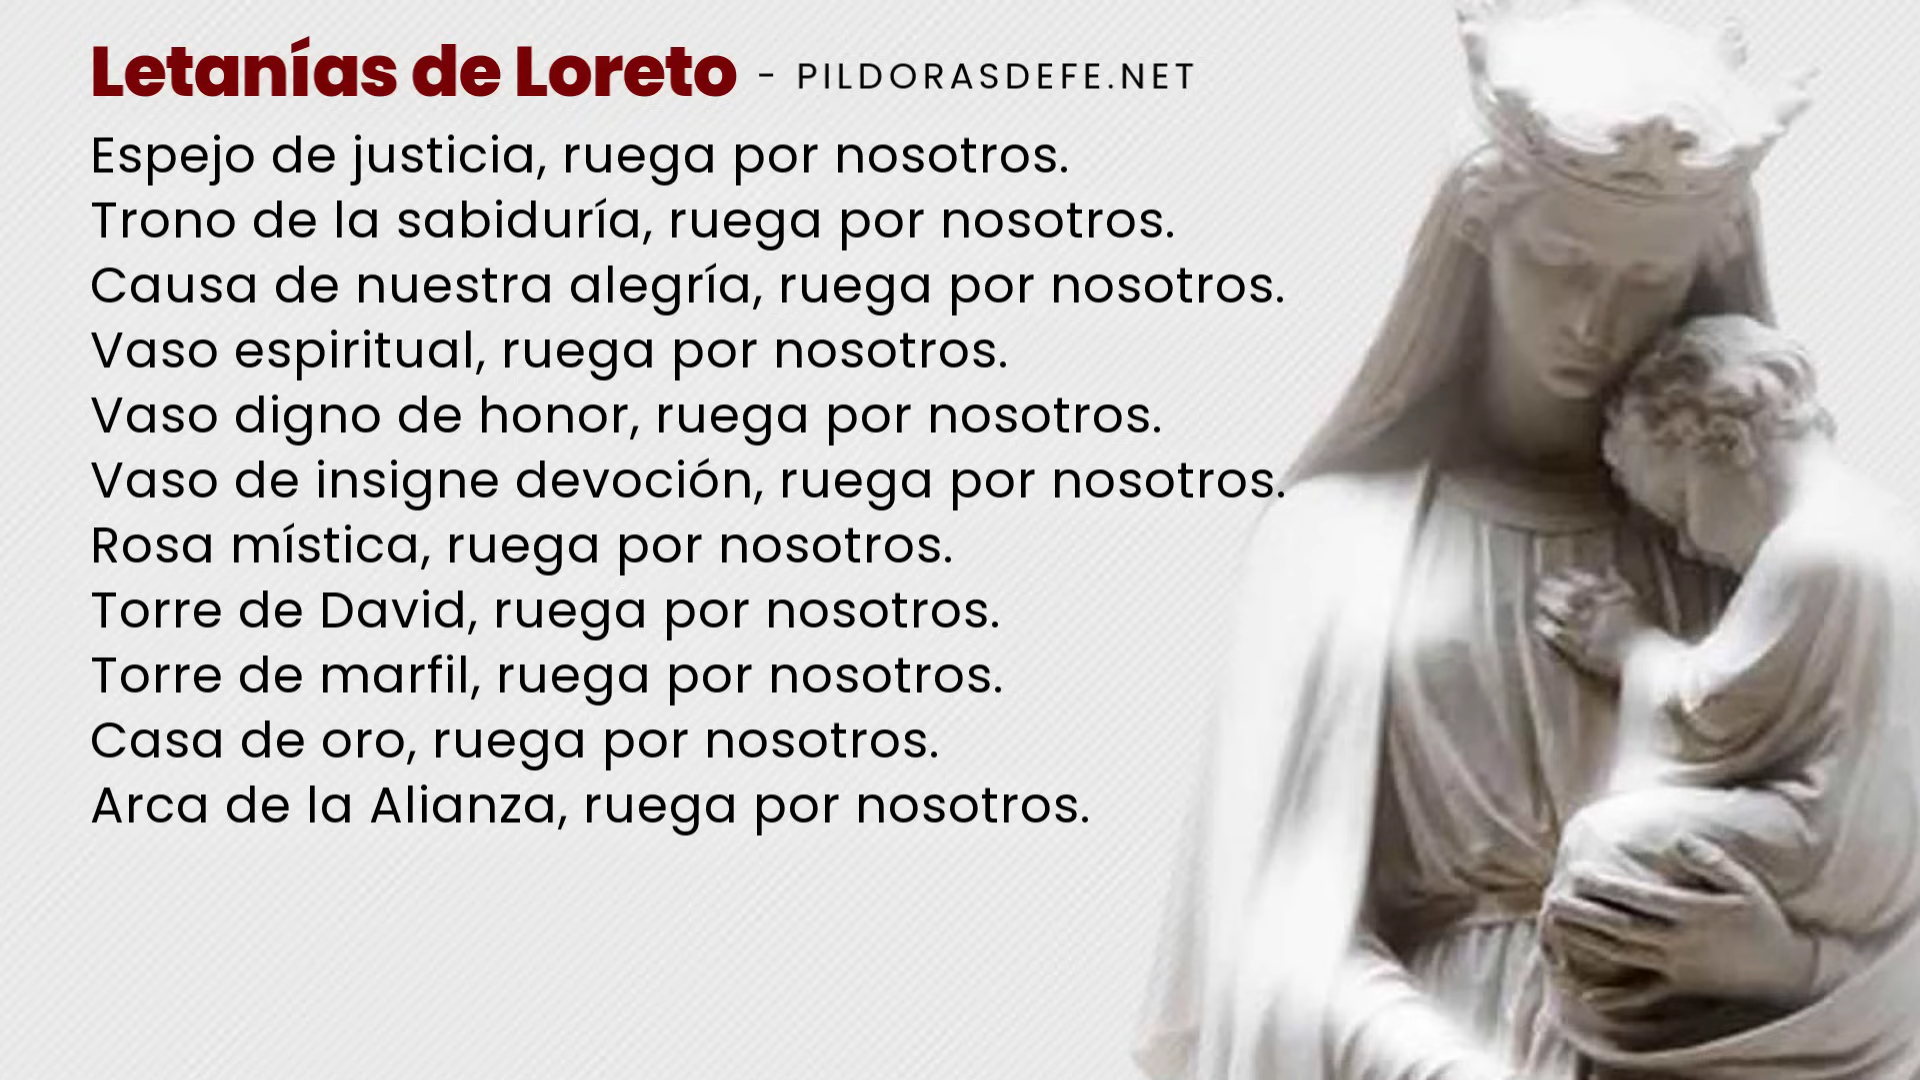 Letanías de Loreto - PILDORASDEFE.NET
Espejo de justicia, ruega por nosotros.
Trono de la sabiduría, ruega por nosotros.
Causa de nuestra alegría, ruega por nosotros.
Vaso espiritual, ruega por nosotros.
Vaso digno de honor, ruega por nosotros.
Vaso de insigne devoción, ruega por nosotros.
Rosa mística, ruega por nosotros.
Torre de David, ruega por nosotros.
Torre de marfil, ruega por nosotros.
Casa de oro, ruega por nosotros.
Arca de la Alianza, ruega por nosotros.